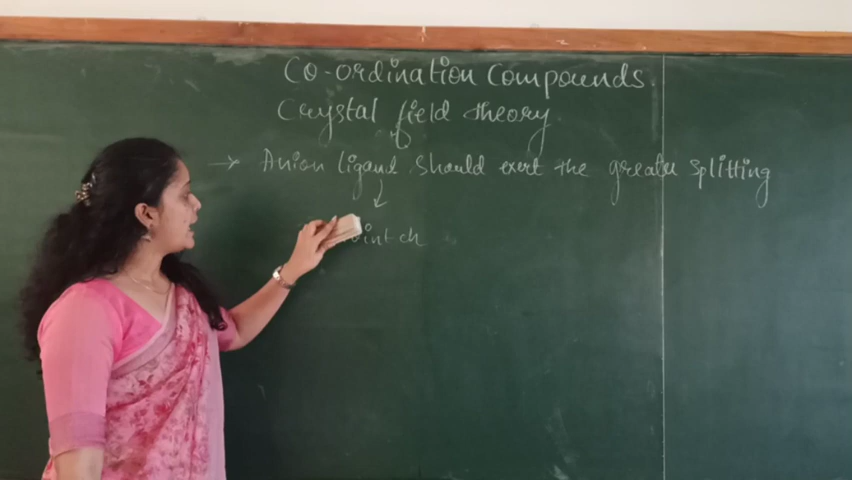 Co-ordination Compounds.
Crystal field theory
→ Anion ligand should exert the greater splitting